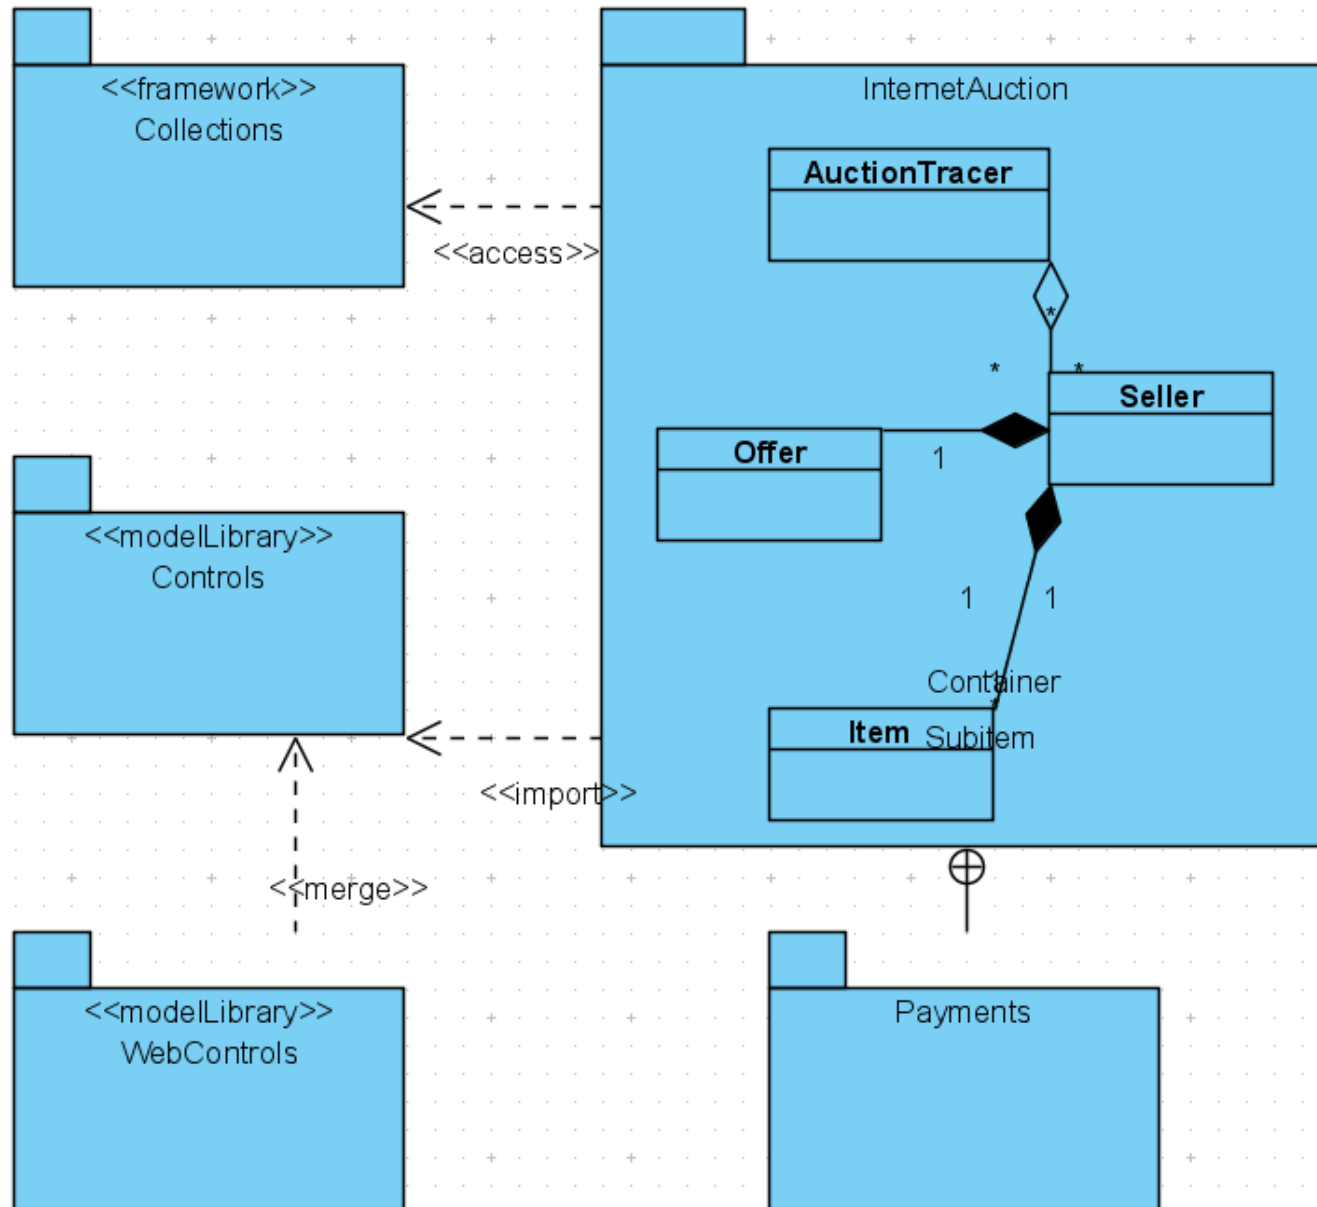 <<framework>>
Collections
InternetAuction
AuctionTracer
<<access>>
*
*
*
Seller
Offer
1
<<modelLibrary>>
Controls
1
1
Container
*
Item
Subitem
<<import>>
<<merge>>
<<modelLibrary>>
WebControls
Payments